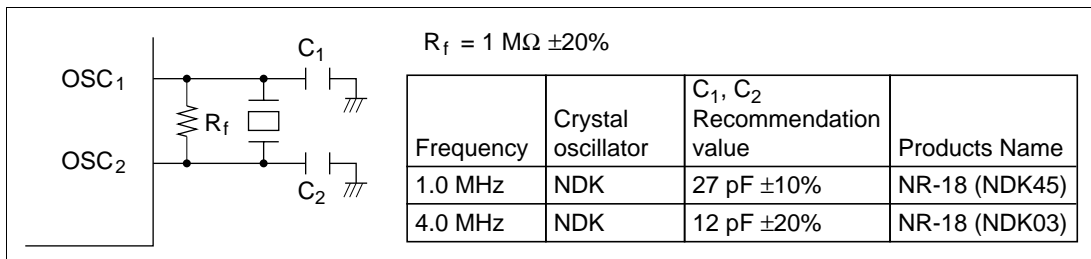 C1
OSC1
Rf
OSC2
C2
Rf = 1 MΩ ±20%
Frequency
Crystal oscillator
C1, C2 Recommendation value
Products Name
1.0 MHz NDK 27 pF ±10% NR-18 (NDK45)
4.0 MHz NDK 12 pF ±20% NR-18 (NDK03)